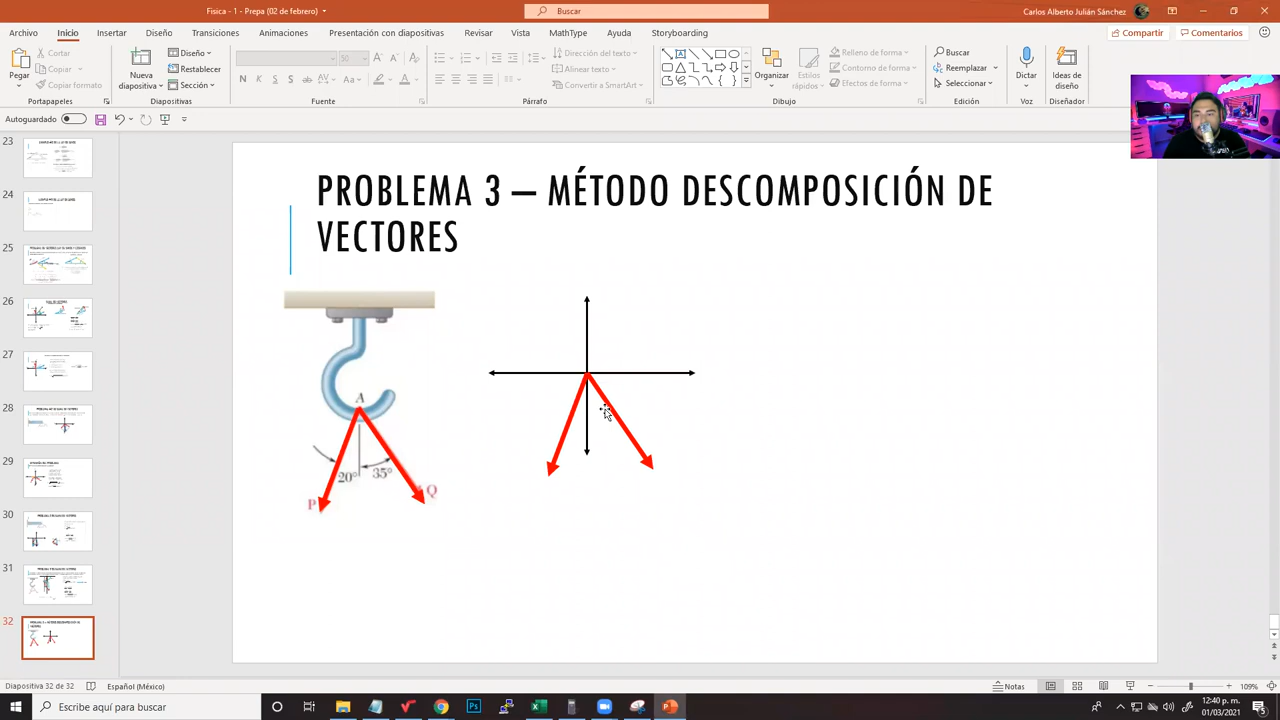 Fisica - 1 - Prepa (02 de febrero)
Buscar
Carlos Alberto Julián Sánchez
Archivo
Inicio
Insertar
Diseño
Transiciones
Animaciones
Presentación con diapositivas
Revisar
Vista
MathType
Ayuda
Storyboarding
Compartir
Comentarios
Pegar
Cortar
Copiar
Copiar formato
Portapapeles
Nueva
diapositiva
Diseño
Restablecer
Sección
Diapositivas
50
N K S S
Fuente
Dirección del texto
Alinear texto
Convertir a SmartArt
Párrafo
Organizar
Estilos
rápidos
Relleno de forma
Contorno de forma
Efectos de forma
Dibujo
Buscar
Reemplazar
Seleccionar
Edición
Dictar
Voz
Ideas de
diseño
Diseñador
Autoguardado
23
24
25
26
27
28
29
30
31
32
PROBLEMA 3 – MÉTODO DESCOMPOSICIÓN DE
VECTORES
A
20°
35°
P
Q
Diapositiva 32 de 32
Español (México)
Notas
109%
Escribe aquí para buscar
12:40 p. m.
01/03/2021